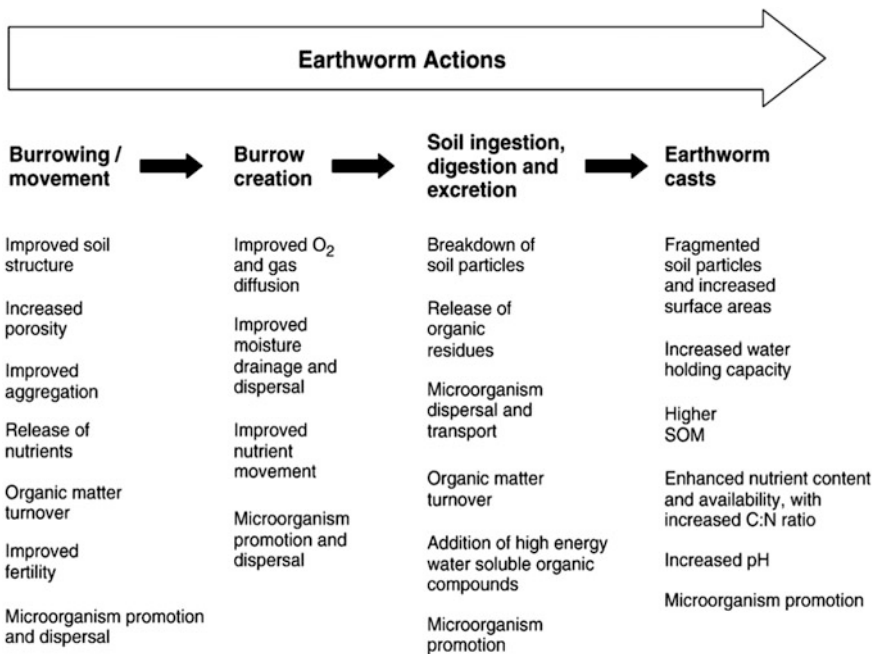 Earthworm Actions
Burrowing /
movement
Burrow
creation
Soil ingestion,
digestion and
excretion
Earthworm
casts
Improved soil
structure
Increased
porosity
Improved
aggregation
Release of
nutrients
Organic matter
turnover
Improved
fertility
Microorganism promotion
and dispersal
Improved O₂
and gas
diffusion
Improved
moisture
drainage and
dispersal
Improved
nutrient
movement
Microorganism
promotion and
dispersal
Breakdown of
soil particles
Release of
organic
residues
Microorganism
dispersal and
transport
Organic matter
turnover
Addition of high energy
water soluble organic
compounds
Microorganism
promotion
Fragmented
soil particles
and increased
surface areas
Increased water
holding capacity
Higher
SOM
Enhanced nutrient content
and availability, with
increased C:N ratio
Increased pH
Microorganism promotion